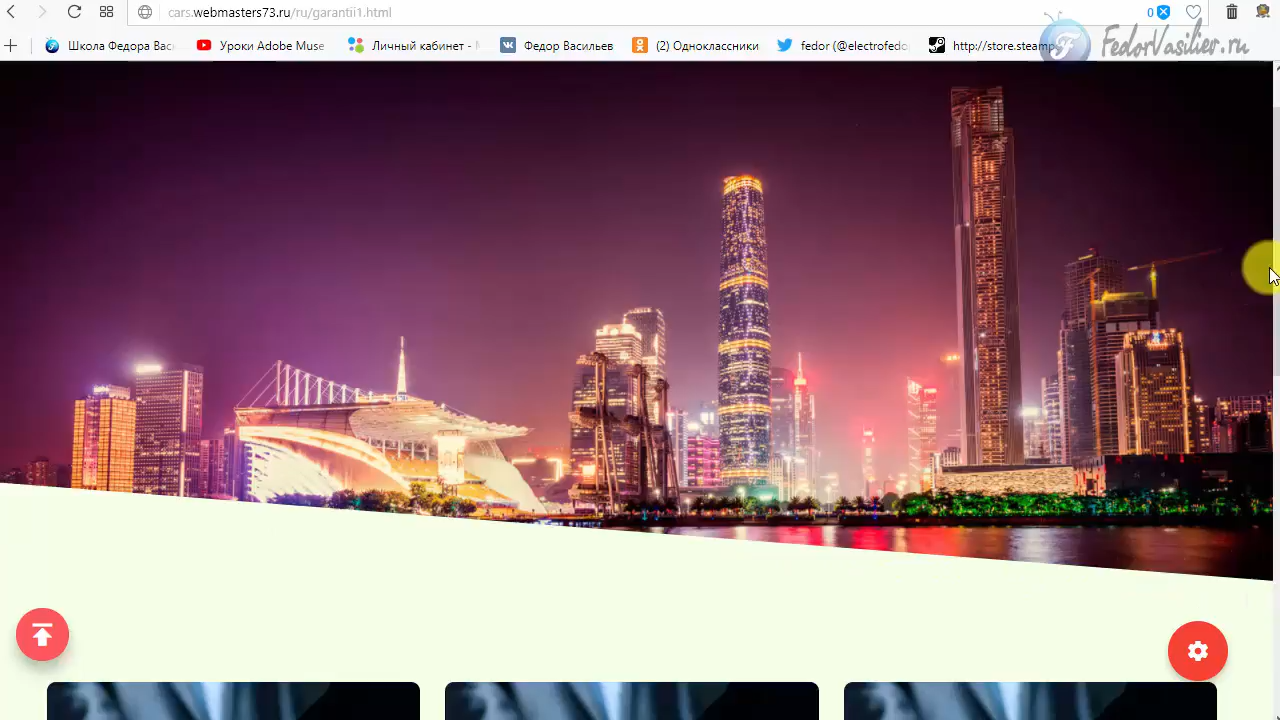 cars.webmasters73.ru/ru/garantii1.html
0
Школа Федора Вас
Уроки Adobe Muse
Личный кабинет -
Федор Васильев
(2) Одноклассники
fedor (@electrofedo
http://store.steamp
FedorVasiliev.ru